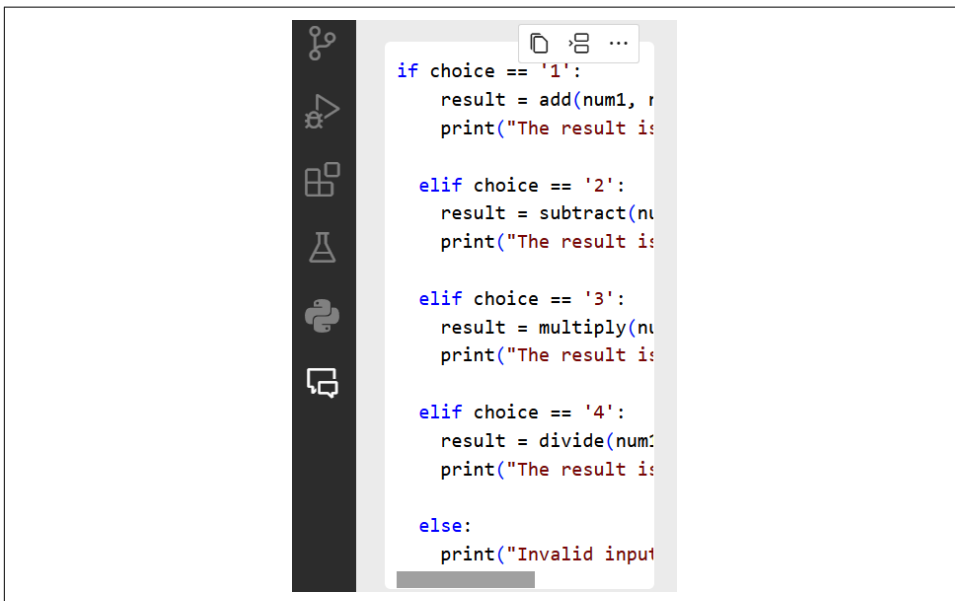 if choice == '1':
    result = add(num1,
    print("The result is
  elif choice == '2':
    result = subtract(
    print("The result is
  elif choice == '3':
    result = multiply(
    print("The result is
  elif choice == '4':
    result = divide(num1
    print("The result is
  else:
    print("Invalid input